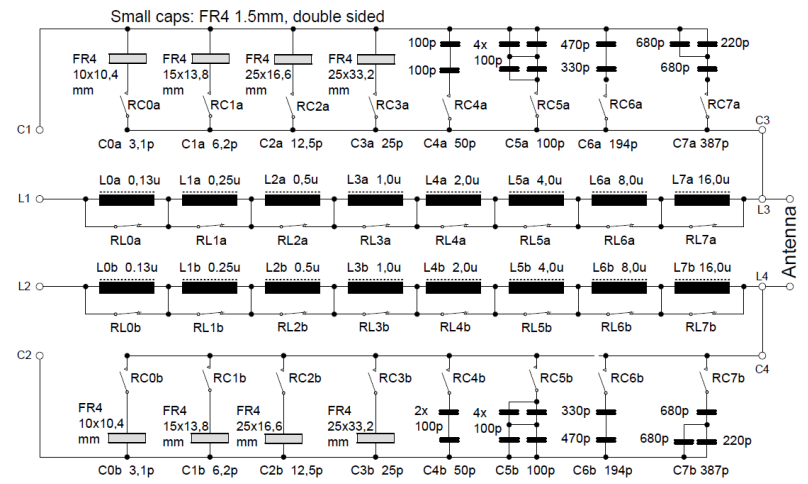 Small caps: FR4 1.5mm, double sided
FR4
10x10,4
mm
FR4
15x13,8
mm
FR4
25x16,6
mm
FR4
25x33,2
mm
100p
100p
4x
100p
470p
330p
680p
220p
680p
RC0a
RC1a
RC2a
RC3a
RC4a
RC5a
RC6a
RC7a
C1
C3
C0a 3,1p
C1a 6,2p
C2a 12,5p
C3a 25p
C4a 50p
C5a 100p
C6a 194p
C7a 387p
L0a 0,13u
L1a 0,25u
L2a 0,5u
L3a 1,0u
L4a 2,0u
L5a 4,0u
L6a 8,0u
L7a 16,0u
L1
L3
RL0a
RL1a
RL2a
RL3a
RL4a
RL5a
RL6a
RL7a
Antenna
L0b 0.13u
L1b 0.25u
L2b 0.5u
L3b 1,0u
L4b 2,0u
L5b 4,0u
L6b 8,0u
L7b 16,0u
L2
L4
RL0b
RL1b
RL2b
RL3b
RL4b
RL5b
RL6b
RL7b
C2
C4
RC0b
RC1b
RC2b
RC3b
RC4b
RC5b
RC6b
RC7b
FR4
10x10,4
mm
FR4
15x13,8
mm
FR4
25x16,6
mm
FR4
25x33,2
mm
2x
100p
4x
100p
330p
470p
680p
680p
220p
C0b 3,1p
C1b 6,2p
C2b 12,5p
C3b 25p
C4b 50p
C5b 100p
C6b 194p
C7b 387p